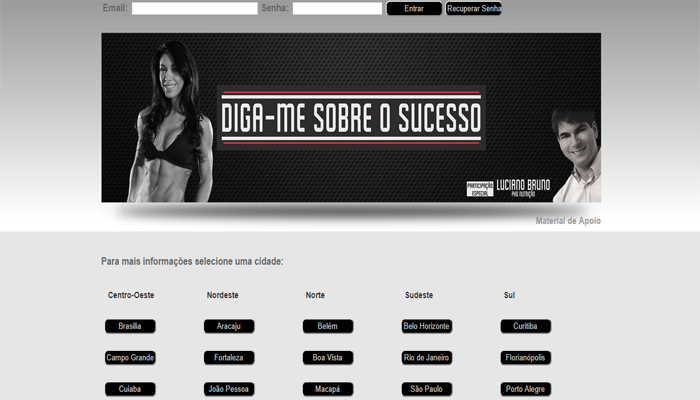 Email: Senha: Entrar Recuperar Senha
DIGA-ME SOBRE O SUCESSO
PARTICIPAÇÃO
ESPECIAL
LUCIANO BRUNO
PHD NUTRIÇÃO
Material de Apoio
Para mais informações selecione uma cidade:
Centro-Oeste Nordeste Norte Sudeste Sul
Brasília Aracaju Belém Belo Horizonte Curitiba
Campo Grande Fortaleza Boa Vista Rio de Janeiro Florianópolis
Cuiaba João Pessoa Macapá São Paulo Porto Alegre